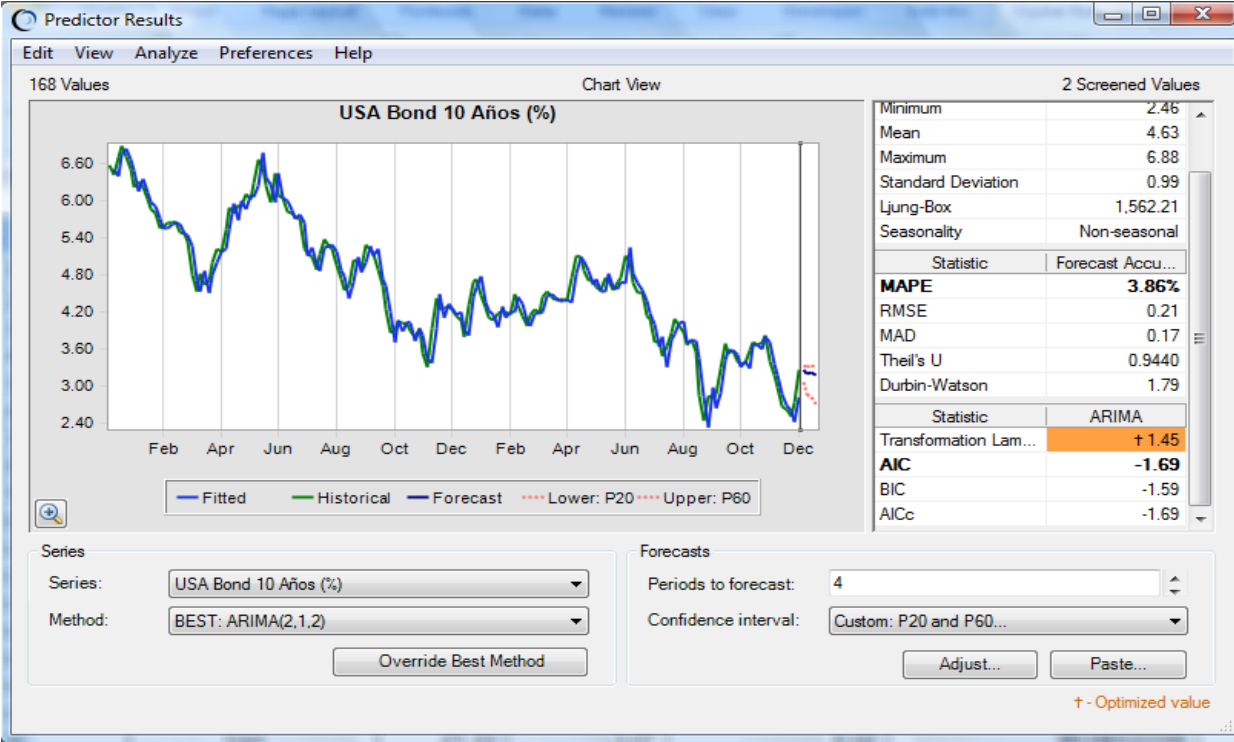 Predictor Results
Edit View Analyze Preferences Help
168 Values Chart View 2 Screened Values
USA Bond 10 Años (%)
6.60
6.00
5.40
4.80
4.20
3.60
3.00
2.40
Feb Apr Jun Aug Oct Dec Feb Apr Jun Aug Oct Dec
Fitted Historical Forecast Lower: P20 Upper: P60
Minimum 2.46
Mean 4.63
Maximum 6.88
Standard Deviation 0.99
Ljung-Box 1,562.21
Seasonality Non-seasonal
Statistic Forecast Accu...
MAPE 3.86%
RMSE 0.21
MAD 0.17
Theil's U 0.9440
Durbin-Watson 1.79
Statistic ARIMA
Transformation Lam... † 1.45
AIC -1.69
BIC -1.59
AICc -1.69
Series
Series: USA Bond 10 Años (%)
Method: BEST: ARIMA(2,1,2)
Override Best Method
Forecasts
Periods to forecast: 4
Confidence interval: Custom: P20 and P60...
Adjust... Paste...
† - Optimized value